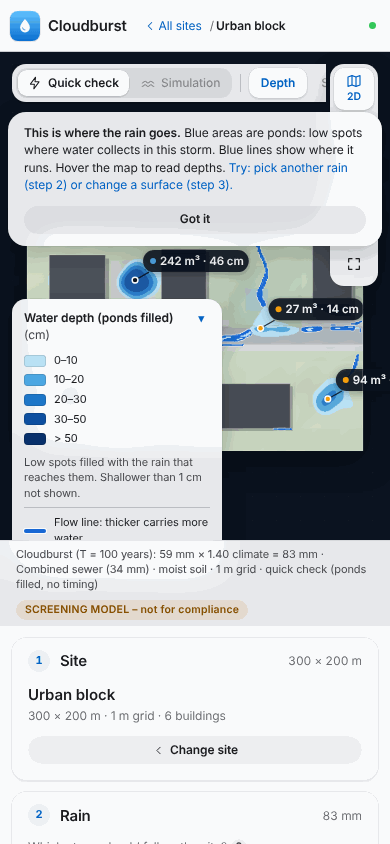 Cloudburst
All sites / Urban block
Quick check
Simulation
Depth
2D
This is where the rain goes. Blue areas are ponds: low spots
where water collects in this storm. Blue lines show where it
runs. Hover the map to read depths. Try: pick another rain
(step 2) or change a surface (step 3).
Got it
242 m³ · 46 cm
27 m³ · 14 cm
94 m³
Water depth (ponds filled) ▼
(cm)
0–10
10–20
20–30
30–50
> 50
Low spots filled with the rain that
reaches them. Shallower than 1 cm
not shown.
Flow line: thicker carries more
water
Cloudburst (T = 100 years): 59 mm × 1.40 climate = 83 mm ·
Combined sewer (34 mm) · moist soil · 1 m grid · quick check (ponds
filled, no timing)
SCREENING MODEL – not for compliance
1 Site 300 × 200 m
Urban block
300 × 200 m · 1 m grid · 6 buildings
Change site
2 Rain 83 mm